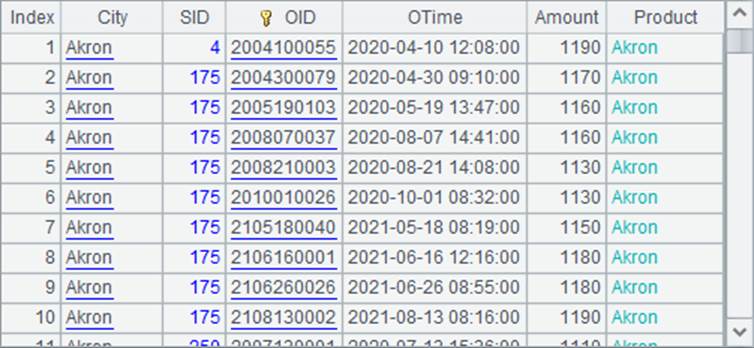 Index City SID OID OTime Amount Product
1 Akron 4 2004100055 2020-04-10 12:08:00 1190 Akron
2 Akron 175 2004300079 2020-04-30 09:10:00 1170 Akron
3 Akron 175 2005190103 2020-05-19 13:47:00 1160 Akron
4 Akron 175 2008070037 2020-08-07 14:41:00 1160 Akron
5 Akron 175 2008210003 2020-08-21 14:08:00 1130 Akron
6 Akron 175 2010010026 2020-10-01 08:32:00 1130 Akron
7 Akron 175 2105180040 2021-05-18 08:19:00 1150 Akron
8 Akron 175 2106160001 2021-06-16 12:16:00 1180 Akron
9 Akron 175 2106260026 2021-06-26 08:55:00 1180 Akron
10 Akron 175 2108130002 2021-08-13 08:16:00 1190 Akron
11 Akron 250 Akron